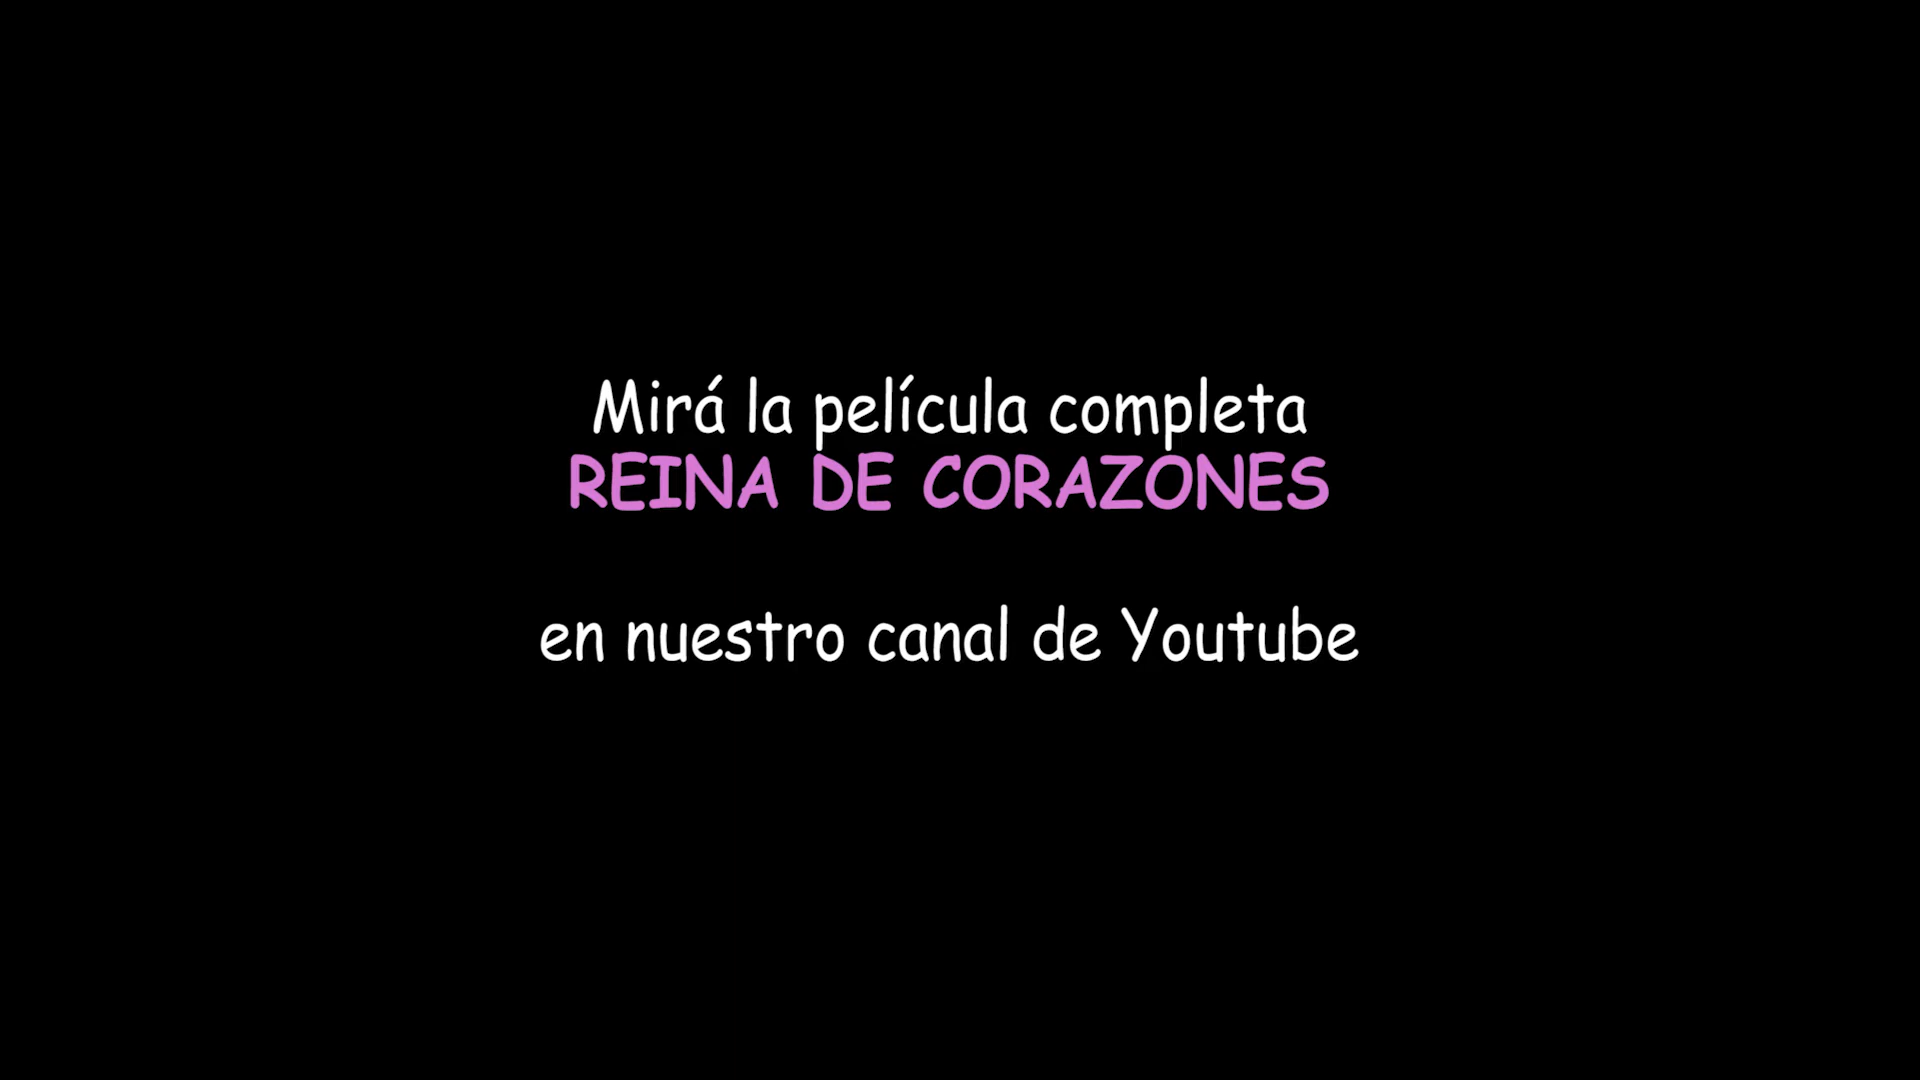 Mirá la película completa
REINA DE CORAZONES
en nuestro canal de Youtube